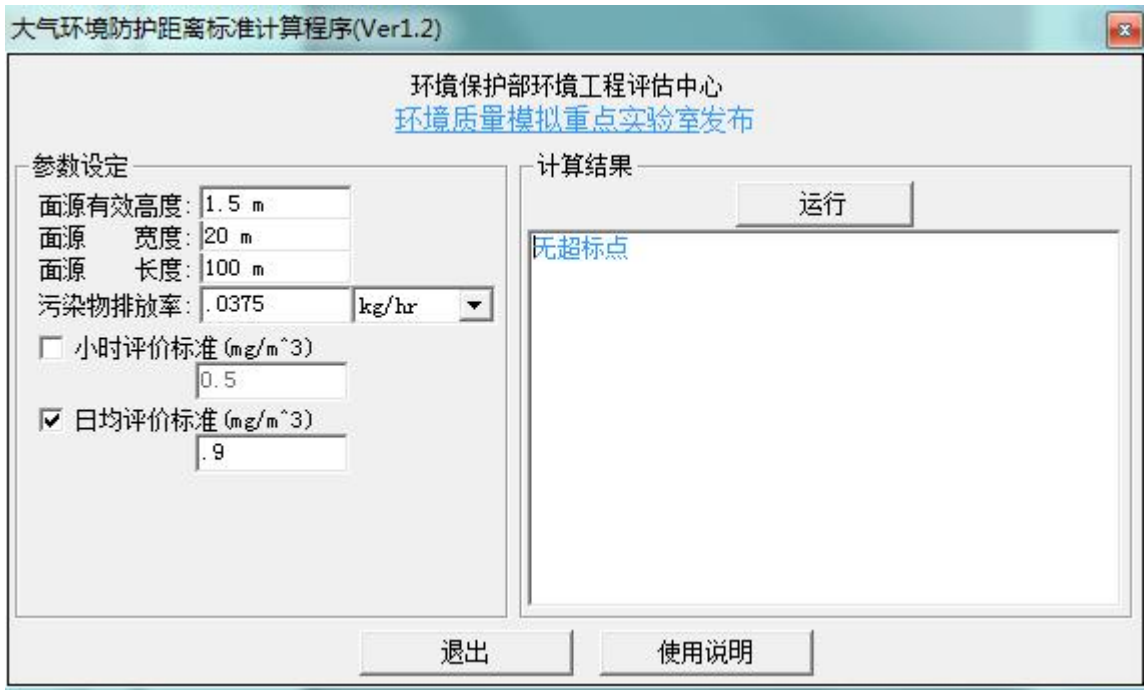 大气环境防护距离标准计算程序(Ver1.2)
环境保护部环境工程评估中心
环境质量模拟重点实验室发布
参数设定
面源有效高度: 1.5 m
面源 宽度: 20 m
面源 长度: 100 m
污染物排放率: .0375 kg/hr
小时评价标准(mg/m^3)
0.5
日均评价标准(mg/m^3)
.9
计算结果
运行
无超标点
退出
使用说明